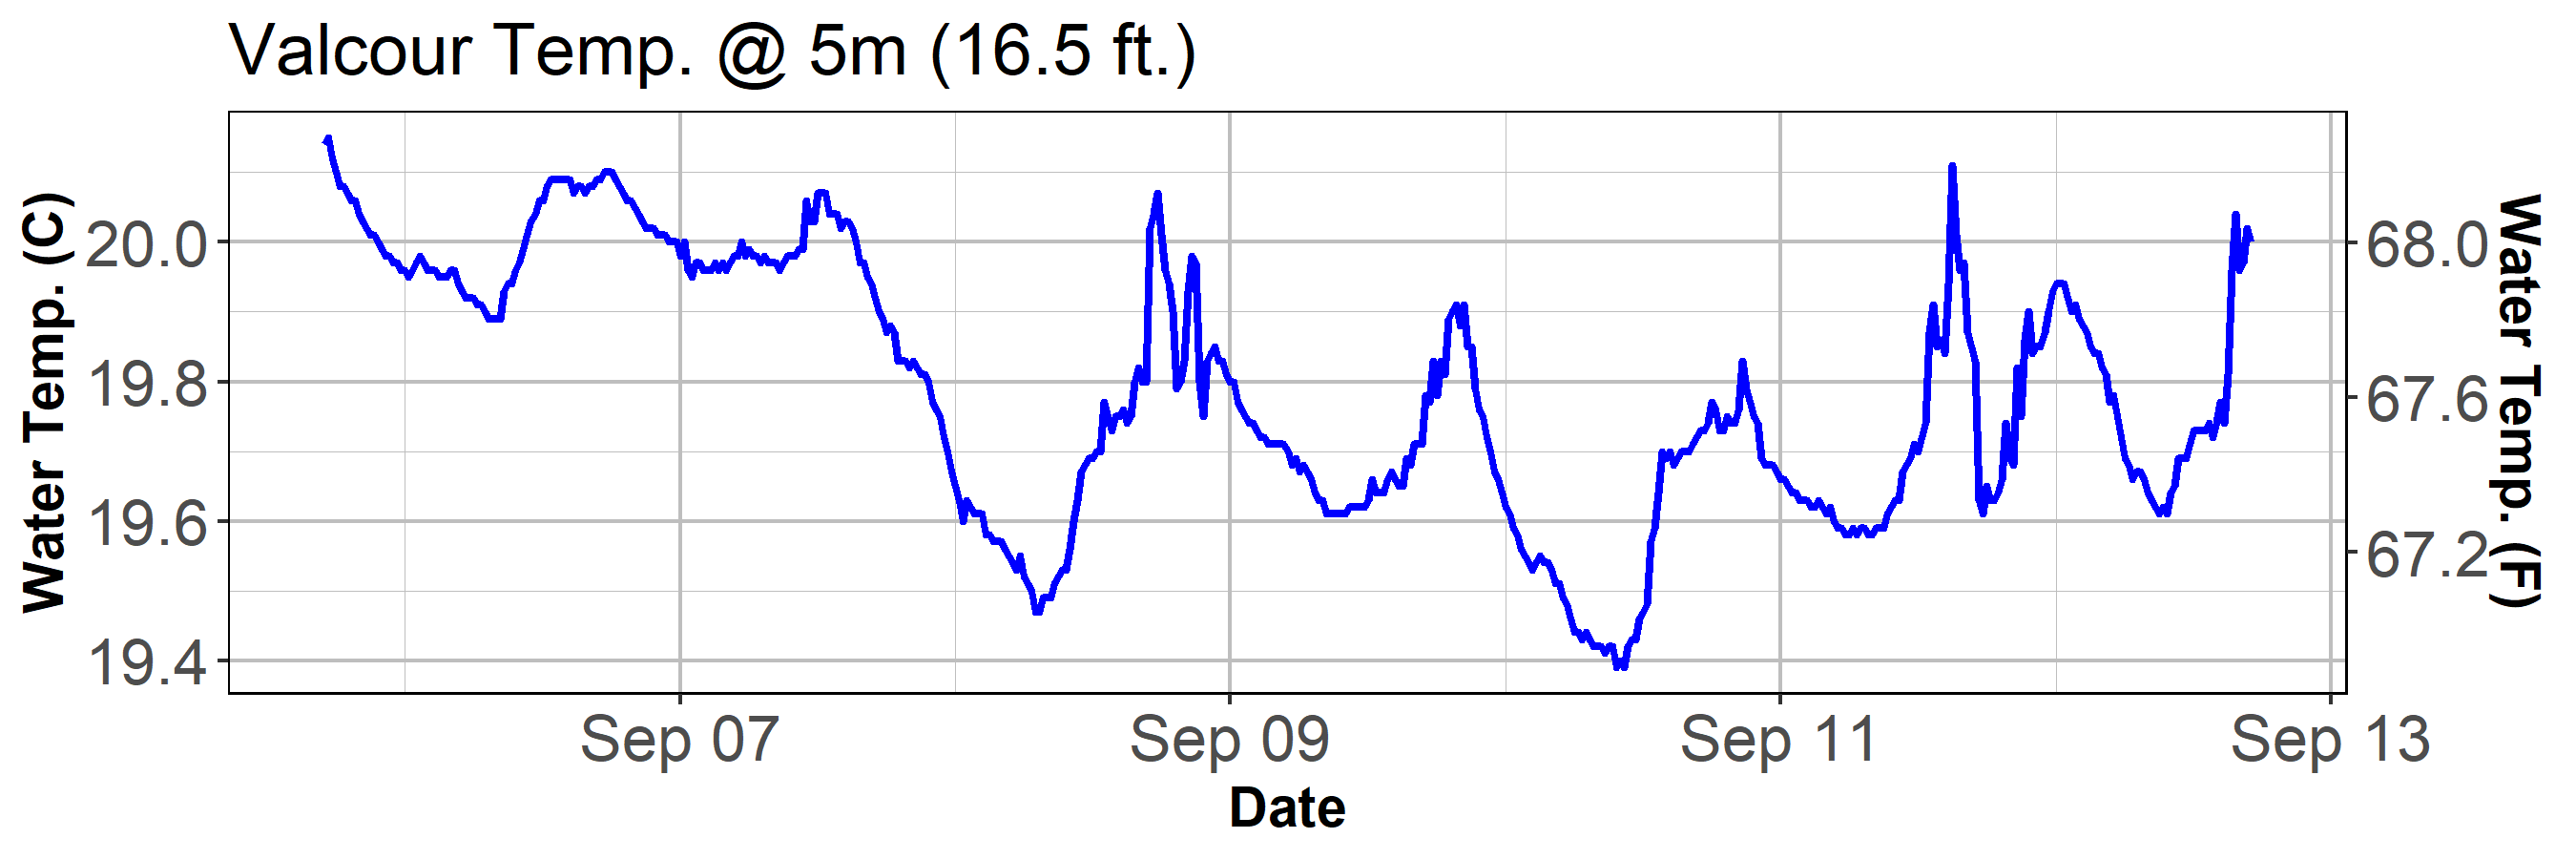 Valcour Temp. @ 5m (16.5 ft.)
Water Temp. (C)
20.0
19.8
19.6
19.4
68.0
67.6
67.2
Water Temp. (F)
Sep 07 Sep 09 Sep 11 Sep 13
Date